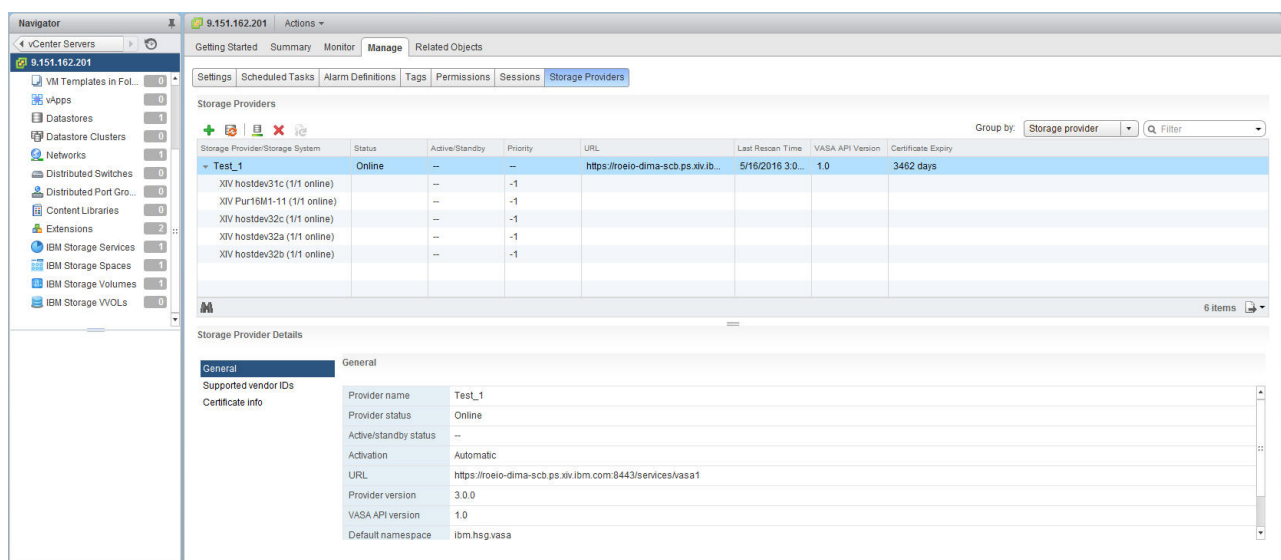 Navigator
vCenter Servers
9.151.162.201
VM Templates in Fol... 0
vApps 0
Datastores 1
Datastore Clusters 0
Networks 1
Distributed Switches 0
Distributed Port Gro... 0
Content Libraries 0
Extensions 2
IBM Storage Services 1
IBM Storage Spaces 1
IBM Storage Volumes 1
IBM Storage VVOLs 0
9.151.162.201 Actions
Getting Started Summary Monitor Manage Related Objects
Settings Scheduled Tasks Alarm Definitions Tags Permissions Sessions Storage Providers
Storage Providers
Group by: Storage provider Filter
Storage Provider/Storage System Status Active/Standby Priority URL Last Rescan Time VASA API Version Certificate Expiry
Test_1 Online -- -- https://roeio-dima-scb.ps.xiv.ib... 5/16/2016 3:0... 1.0 3462 days
XIV hostdev31c (1/1 online) -- -1
XIV Pur16M1-11 (1/1 online) -- -1
XIV hostdev32c (1/1 online) -- -1
XIV hostdev32a (1/1 online) -- -1
XIV hostdev32b (1/1 online) -- -1
6 items
Storage Provider Details
General
Supported vendor IDs
Certificate info
General
Provider name Test_1
Provider status Online
Active/standby status --
Activation Automatic
URL https://roeio-dima-scb.ps.xiv.ibm.com:8443/services/vasa1
Provider version 3.0.0
VASA API version 1.0
Default namespace ibm.hsg.vasa